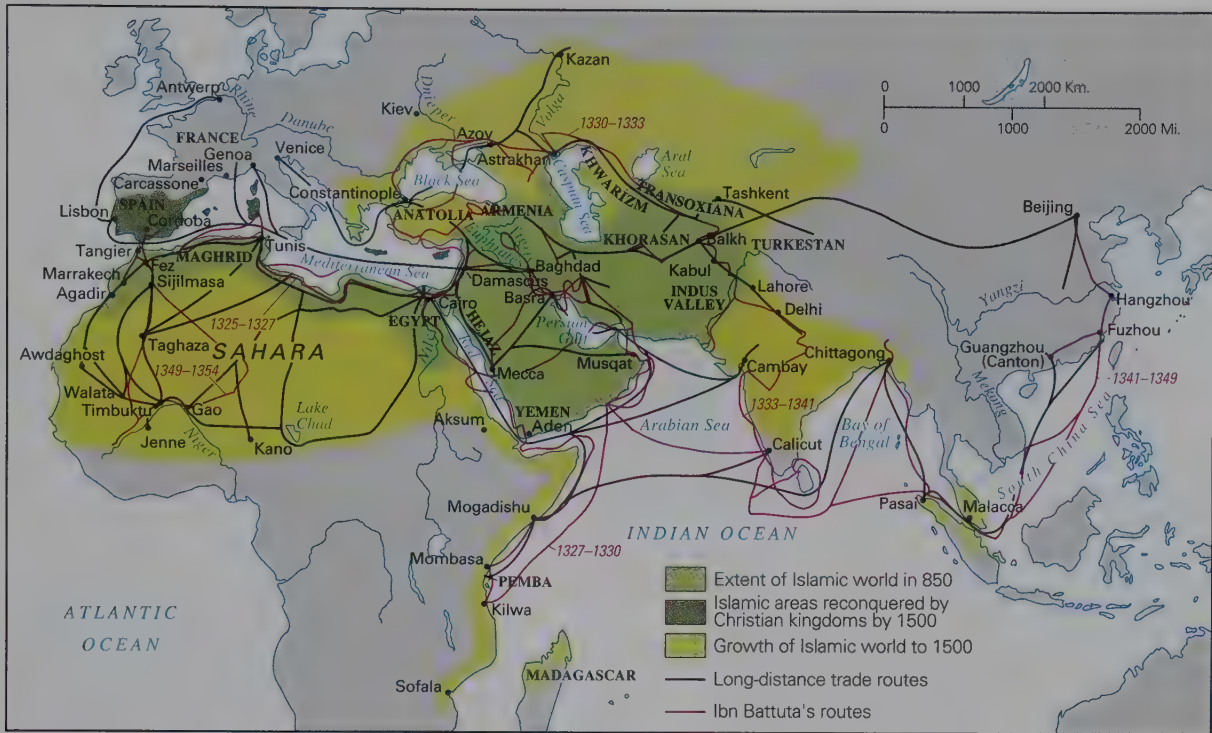 Kazan
Antwerp
Rhine
Kiev
Dnieper
Volga
0 1000 2000 Km.
0 1000 2000 Mi.
1330–1333
FRANCE
Danube
Azov
Genoa
Venice
Astrakhan
Aral
Sea
Marseilles
Carcassone
Black Sea
Caspian Sea
KHWARIZM
TRANSOXIANA
Tashkent
SPAIN
Constantinople
Lisbon
Cordoba
ANATOLIA
ARMENIA
Beijing
Tangier
Tunis
Euphrates
Tigris
KHORASAN
Balkh
TURKESTAN
MAGHRID
Fez
Mediterranean Sea
Baghdad
Kabul
Marrakech
Sijilmasa
Damascus
INDUS
VALLEY
Lahore
Yangzi
Hangzhou
Agadir
Cairo
Basra
Delhi
1325–1327
EGYPT
HEJAZ
Persian
Gulf
Fuzhou
Taghaza
SAHARA
Nile
Red Sea
Musqat
Chittagong
Guangzhou
(Canton)
Awdaghost
1349–1354
Mecca
Cambay
1341–1349
Walata
Timbuktu
Gao
Lake
Chad
Aksum
YEMEN
Aden
Arabian Sea
1333–1341
Bay of
Bengal
Mekong
South China Sea
Jenne
Niger
Kano
Calicut
Mogadishu
Pasai
Malacca
INDIAN OCEAN
Mombasa
1327–1330
PEMBA
Kilwa
ATLANTIC
OCEAN
Sofala
MADAGASCAR
Extent of Islamic world in 850
Islamic areas reconquered by
Christian kingdoms by 1500
Growth of Islamic world to 1500
Long-distance trade routes
Ibn Battuta's routes